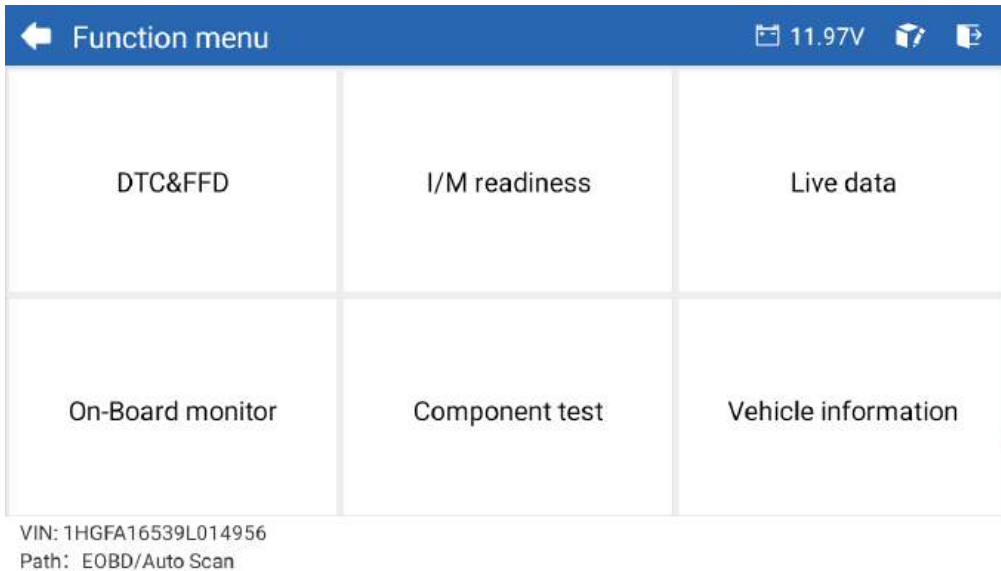 Function menu 11.97V
DTC&FFD I/M readiness Live data
On-Board monitor Component test Vehicle information
VIN: 1HGFA16539L014956
Path: EOBD/Auto Scan